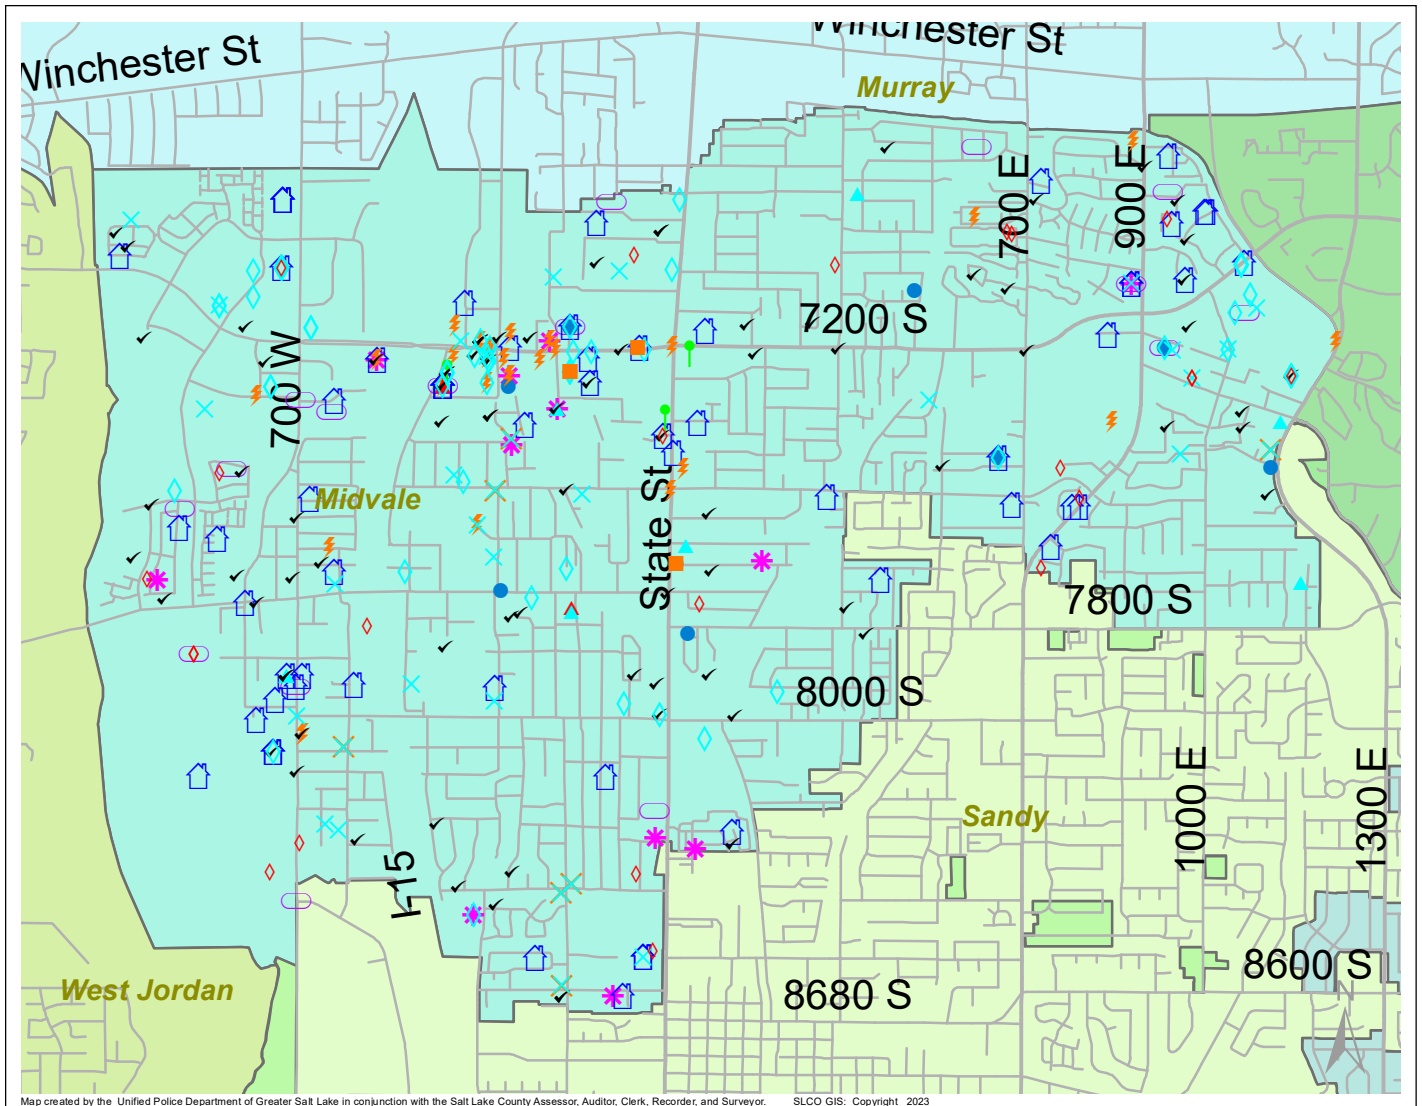 Winchester St
Winchester St
Murray
700 E
900 E
7200 S
700 W
Midvale
State St
7800 S
8000 S
Sandy
1000 E
1300 E
I-15
West Jordan
8680 S
8600 S
Map created by the Unified Police Department of Greater Salt Lake in conjunction with the Salt Lake County Assessor, Auditor, Clerk, Recorder, and Surveyor. SLCO GIS: Copyright 2023